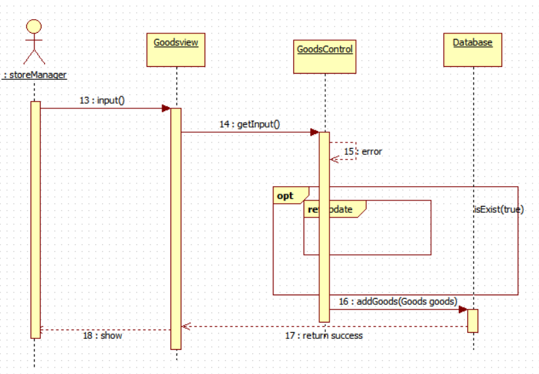 Goodsview
GoodsControl
Database
: storeManager
13 : input()
14 : getInput()
15 : error
opt
isExist(true)
16 : addGoods(Goods goods)
17 : return success
18 : show